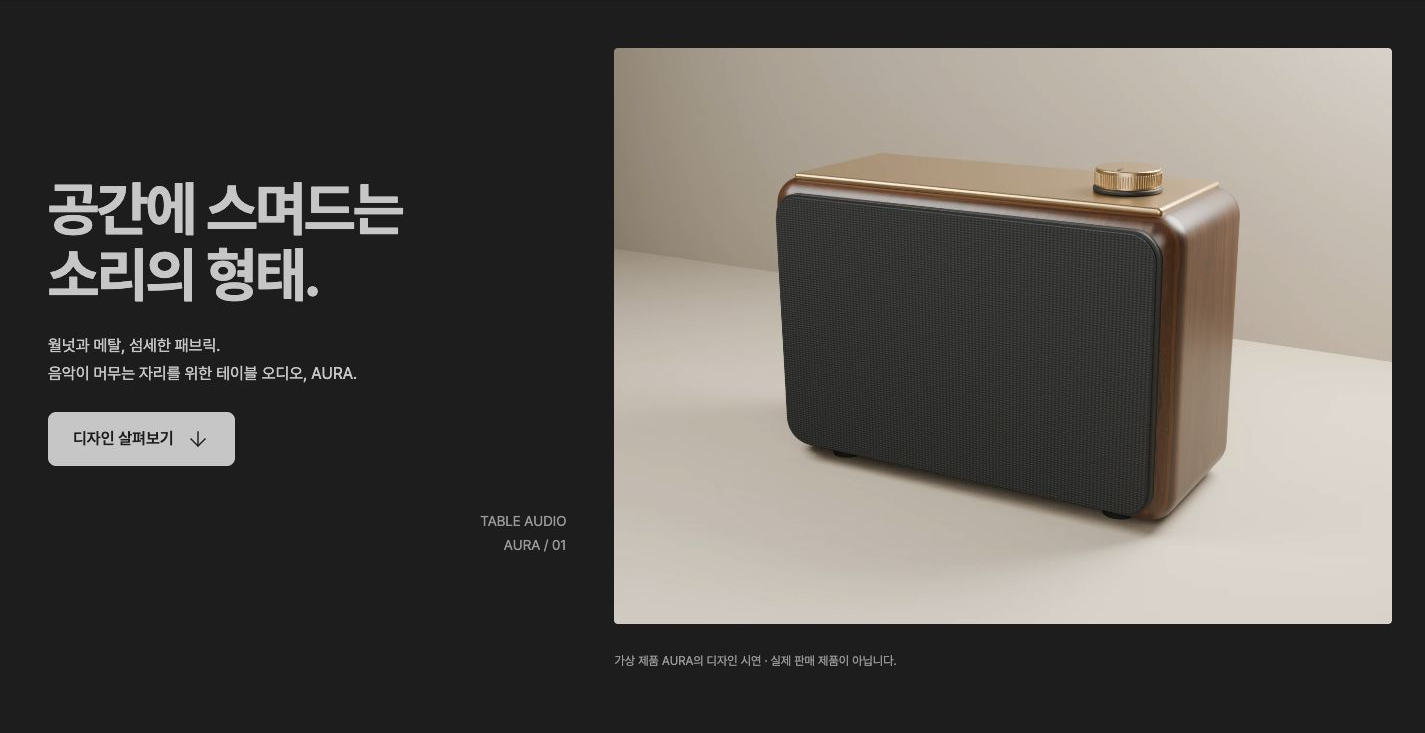 공간에 스며드는
소리의 형태.
월넛과 메탈, 섬세한 패브릭.
음악이 머무는 자리를 위한 테이블 오디오, AURA.
디자인 살펴보기 ↓
TABLE AUDIO
AURA / 01
가상 제품 AURA의 디자인 시연 · 실제 판매 제품이 아닙니다.